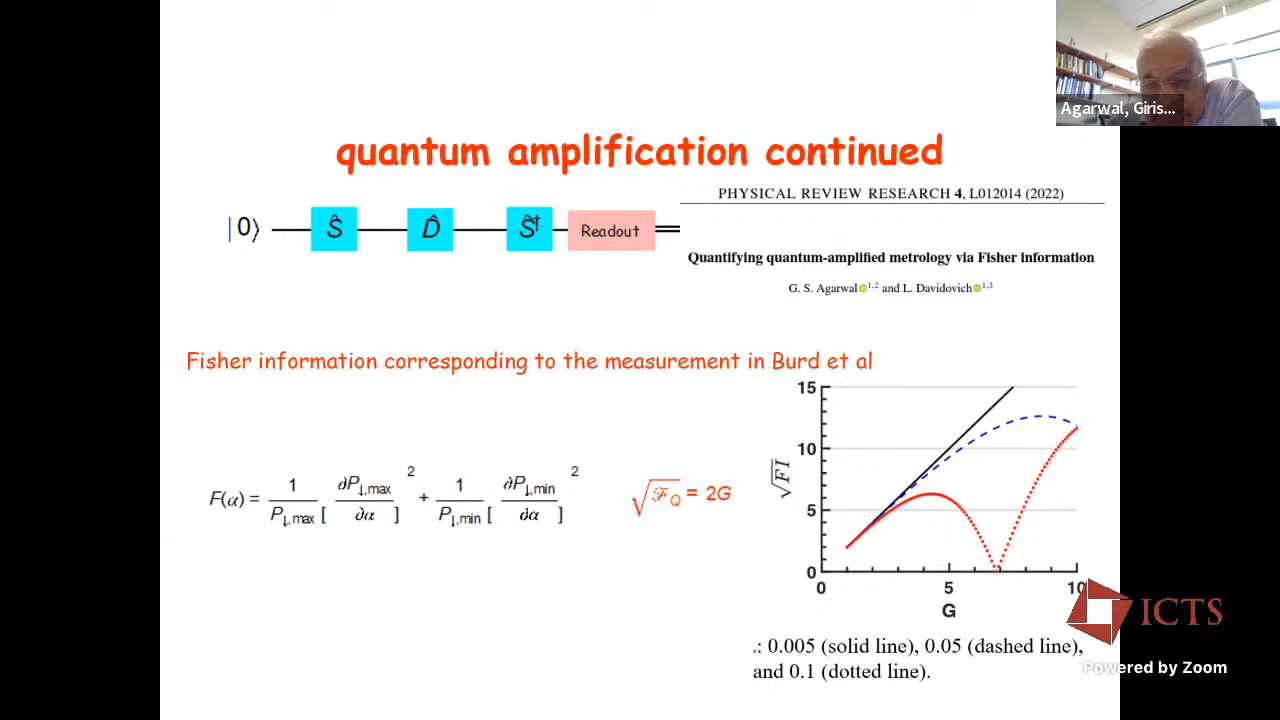 Agarwal, Giris...
quantum amplification continued
|0⟩ Ŝ D̂ Ŝ† Readout
PHYSICAL REVIEW RESEARCH 4, L012014 (2022)
Quantifying quantum-amplified metrology via Fisher information
G. S. Agarwal 1,2 and L. Davidovich 1,3
Fisher information corresponding to the measurement in Burd et al
F(α) = 1/P↓,max [ ∂P↓,max/∂α ]² + 1/P↓,min [ ∂P↓,min/∂α ]²
√ℱ_Q = 2G
15
10
5
0
√FI
0 5 10
G
: 0.005 (solid line), 0.05 (dashed line),
and 0.1 (dotted line).
ICTS
Powered by Zoom